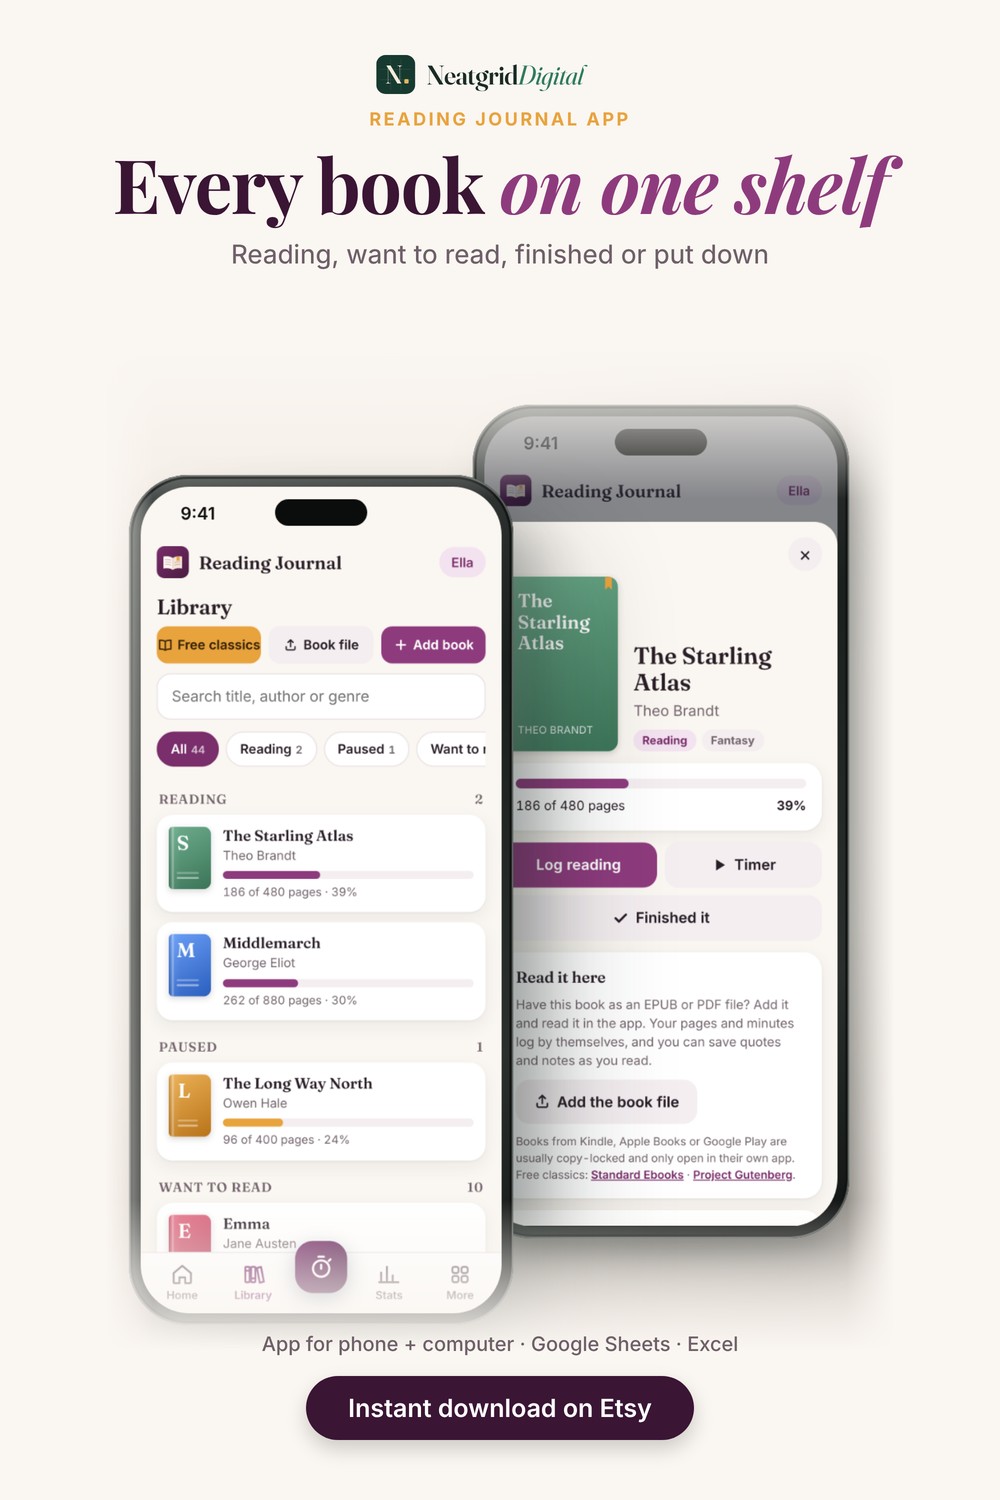 N.
NeatgridDigital
READING JOURNAL APP
Every book on one shelf
Reading, want to read, finished or put down
9:41
Reading Journal
Ella
Library
Free classics
Book file
+ Add book
Search title, author or genre
All 44
Reading 2
Paused 1
Want to r
READING 2
S
The Starling Atlas
Theo Brandt
186 of 480 pages · 39%
M
Middlemarch
George Eliot
262 of 880 pages · 30%
PAUSED 1
L
The Long Way North
Owen Hale
96 of 400 pages · 24%
WANT TO READ 10
E
Emma
Jane Austen
Home
Library
Stats
More
9:41
Reading Journal
Ella
The
Starling
Atlas
THEO BRANDT
The Starling
Atlas
Theo Brandt
Reading
Fantasy
186 of 480 pages 39%
Log reading
Timer
Finished it
Read it here
Have this book as an EPUB or PDF file? Add it
and read it in the app. Your pages and minutes
log by themselves, and you can save quotes
and notes as you read.
Add the book file
Books from Kindle, Apple Books or Google Play are
usually copy-locked and only open in their own app.
Free classics: Standard Ebooks · Project Gutenberg.
App for phone + computer · Google Sheets · Excel
Instant download on Etsy